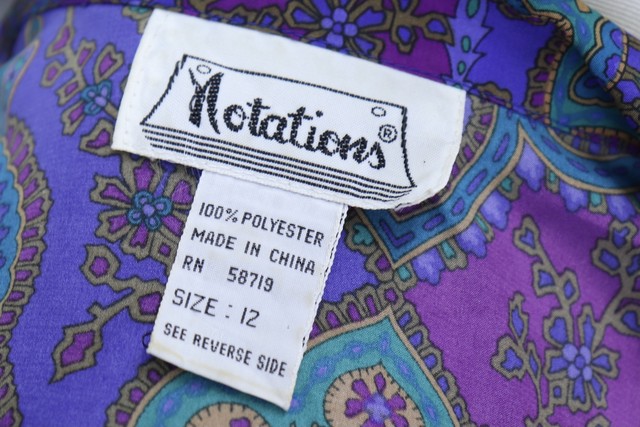 Notations®
100% POLYESTER
MADE IN CHINA
RN 58719
SIZE : 12
SEE REVERSE SIDE